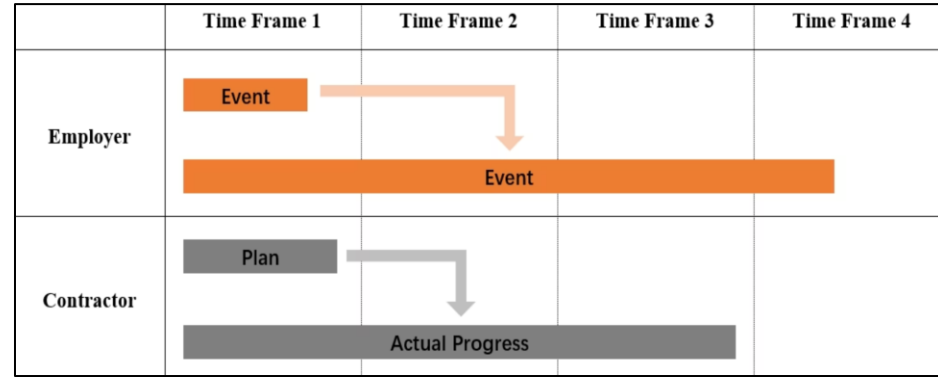 Time Frame 1 Time Frame 2 Time Frame 3 Time Frame 4
Employer
Event
Event
Contractor
Plan
Actual Progress